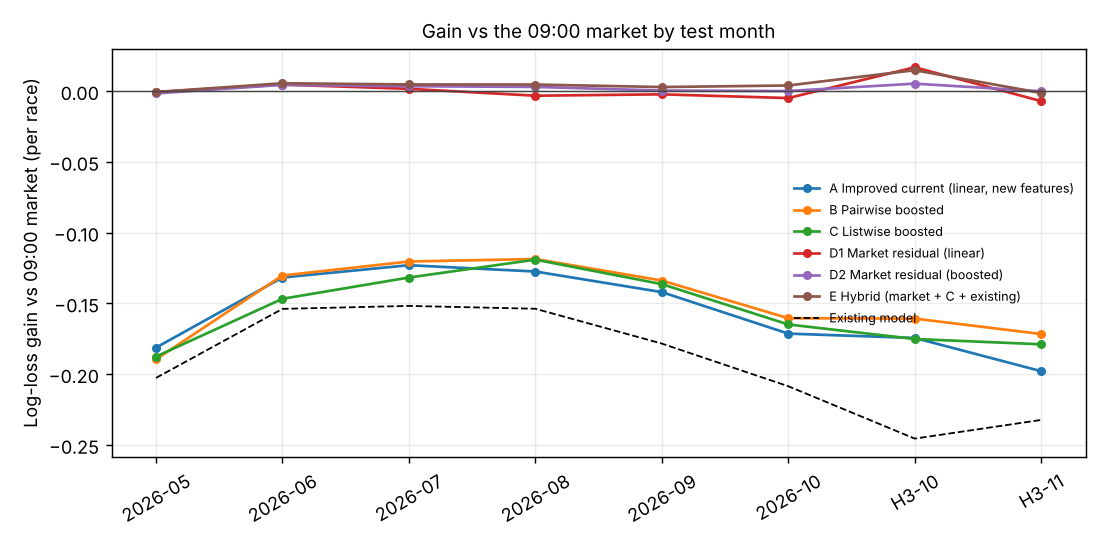 Gain vs the 09:00 market by test month
Log-loss gain vs 09:00 market (per race)
0.00
−0.05
−0.10
−0.15
−0.20
−0.25
A Improved current (linear, new features)
B Pairwise boosted
C Listwise boosted
D1 Market residual (linear)
D2 Market residual (boosted)
E Hybrid (market + C + existing)
Existing model
2026-05
2026-06
2026-07
2026-08
2026-09
2026-10
H3-10
H3-11